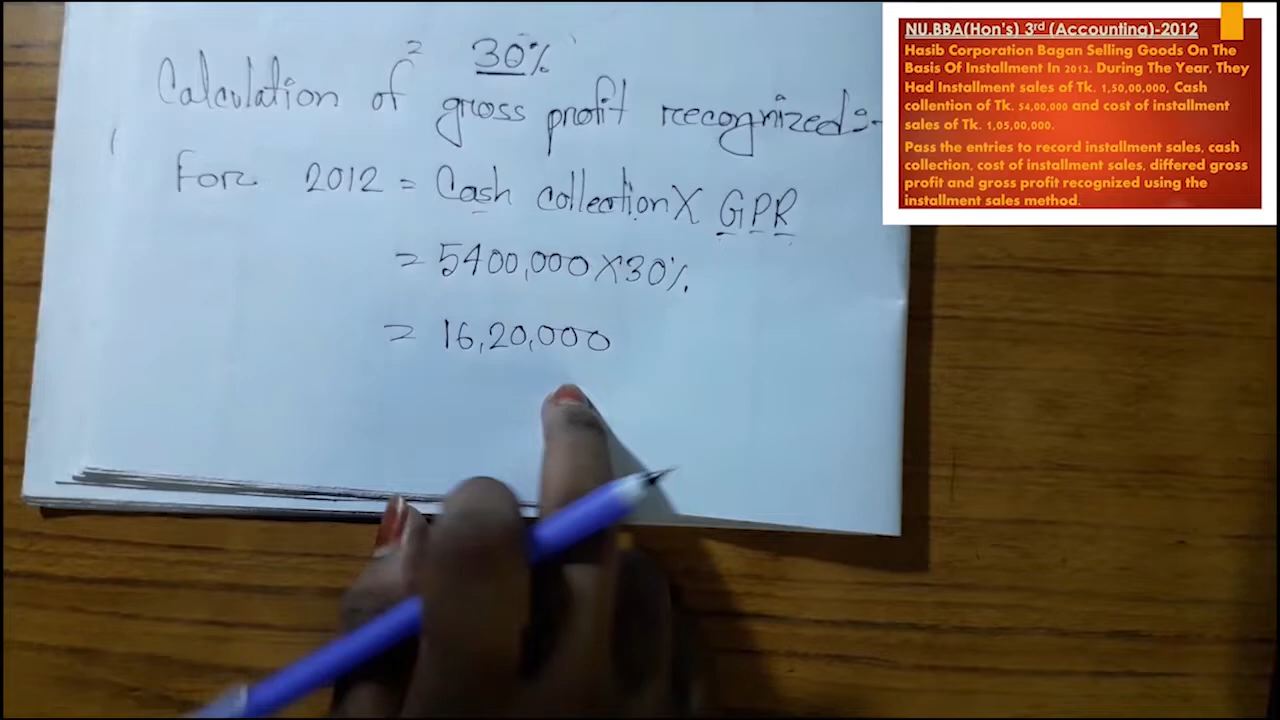 = 30%
Calculation of gross profit recognized:-
For 2012 = Cash collection X GPR
= 5400,000 X 30%
= 16,20,000
NU.BBA(Hon's) 3rd (Accounting)-2012
Hasib Corporation Bagan Selling Goods On The
Basis Of Installment In 2012. During The Year, They
Had Installment sales of Tk. 1,50,00,000, Cash
collention of Tk. 54,00,000 and cost of installment
sales of Tk. 1,05,00,000.
Pass the entries to record installment sales, cash
collection, cost of installment sales, differed gross
profit and gross profit recognized using the
installment sales method.